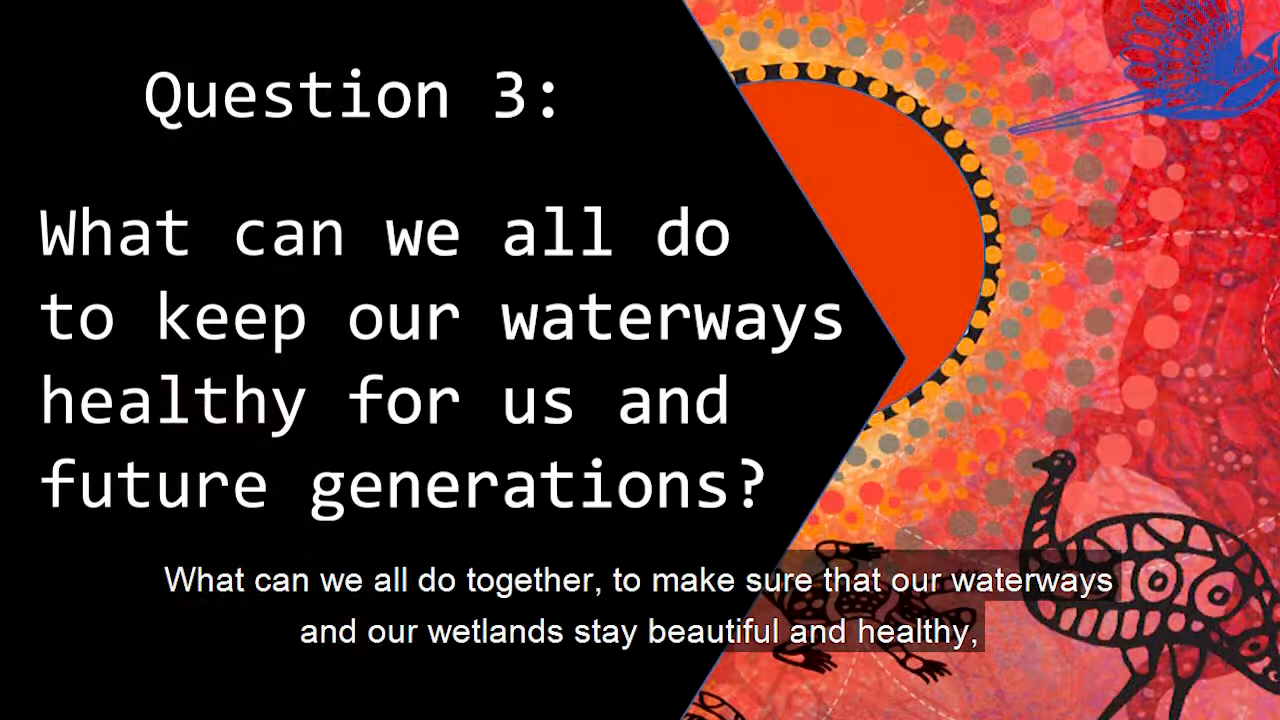 Question 3:
What can we all do
to keep our waterways
healthy for us and
future generations?
What can we all do together, to make sure that our waterways
and our wetlands stay beautiful and healthy,